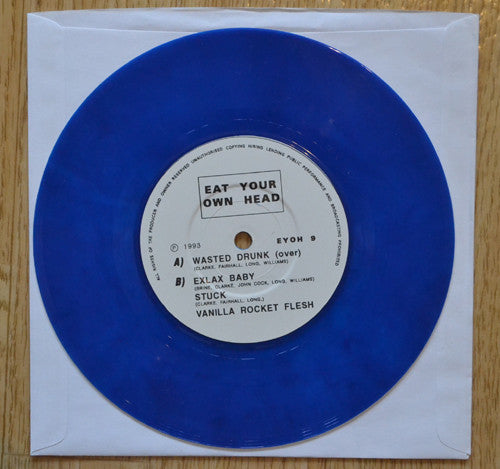 ALL RIGHTS OF THE PRODUCER AND OWNER RESERVED UNAUTHORISED COPYING HIRING LENDING PUBLIC PERFORMANCE AND BROADCASTING PROHIBITED
EAT YOUR
OWN HEAD
℗ 1993
EYOH 9
A) WASTED DRUNK (over)
(CLARKE, FAIRHALL, LONG, WILLIAMS)
B) EXLAX BABY
(BRINE, CLARKE, JOHN COCK, LONG, WILLIAMS)
STUCK
(CLARKE, FAIRHALL, LONG,)
VANILLA ROCKET FLESH